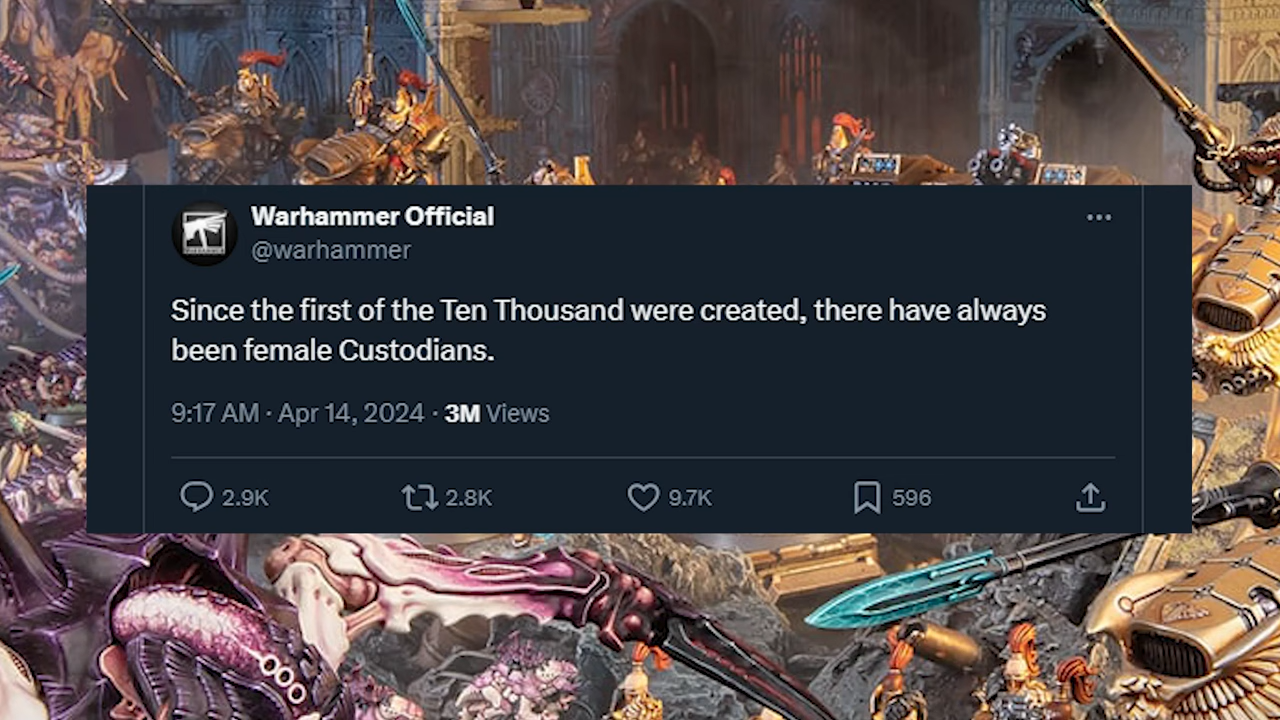 Warhammer Official
@warhammer
Since the first of the Ten Thousand were created, there have always
been female Custodians.
9:17 AM · Apr 14, 2024 · 3M Views
2.9K 2.8K 9.7K 596